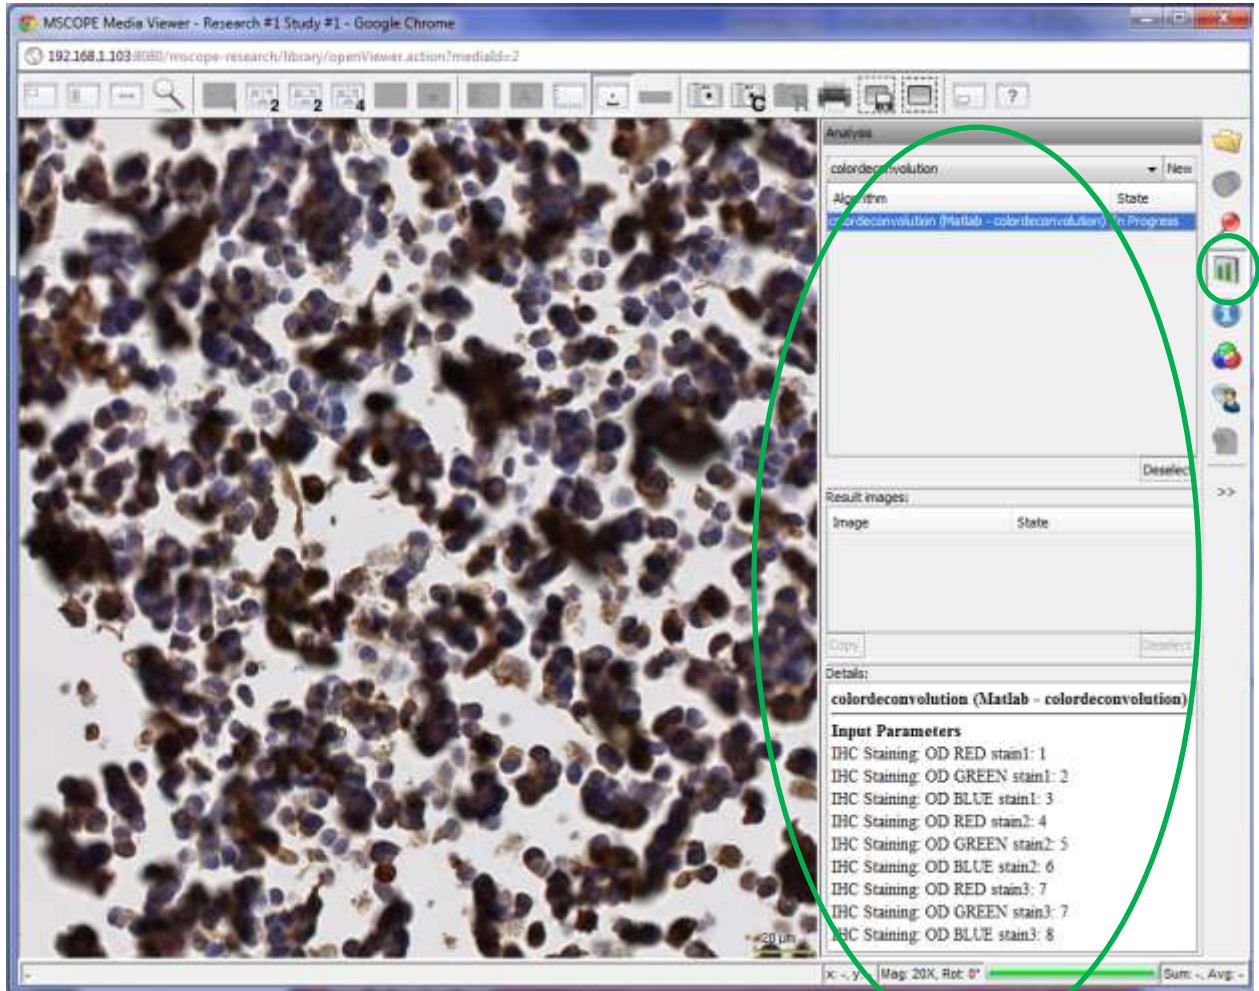 MSCOPE Media Viewer - Research #1 Study #1 - Google Chrome
192.168.1.103:8080/mscope-research/library/openViewer.action?mediaId=2
2 2 4 C ?
Analysis
colordeconvolution New
Algorithm State
colordeconvolution (Matlab - colordeconvolution) In Progress
Deselect
>>
Result images:
Image State
Copy Deselect
Details:
colordeconvolution (Matlab - colordeconvolution)
Input Parameters
IHC Staining: OD RED stain1: 1
IHC Staining: OD GREEN stain1: 2
IHC Staining: OD BLUE stain1: 3
IHC Staining: OD RED stain2: 4
IHC Staining: OD GREEN stain2: 5
IHC Staining: OD BLUE stain2: 6
IHC Staining: OD RED stain3: 7
IHC Staining: OD GREEN stain3: 7
IHC Staining: OD BLUE stain3: 8
20 µm
- x: -, y: - Mag: 20X, Rot: 0° Sum: -, Avg: -